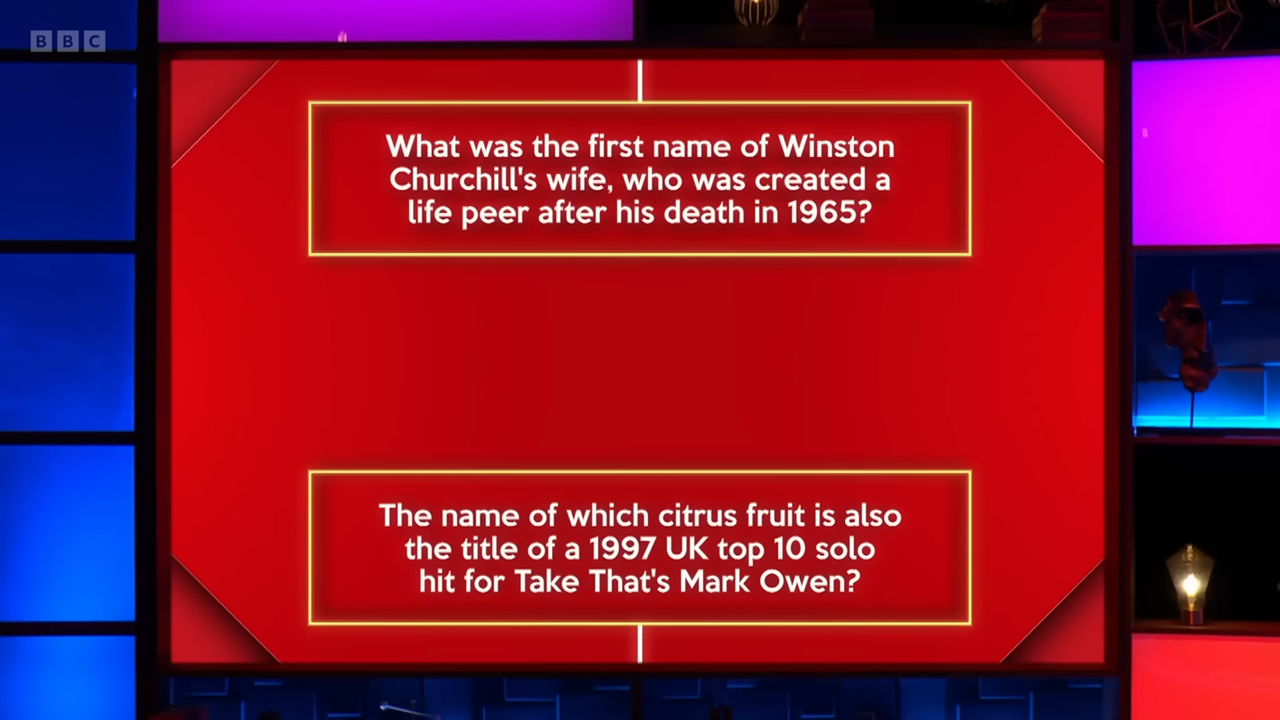 BBC
What was the first name of Winston
Churchill's wife, who was created a
life peer after his death in 1965?
The name of which citrus fruit is also
the title of a 1997 UK top 10 solo
hit for Take That's Mark Owen?